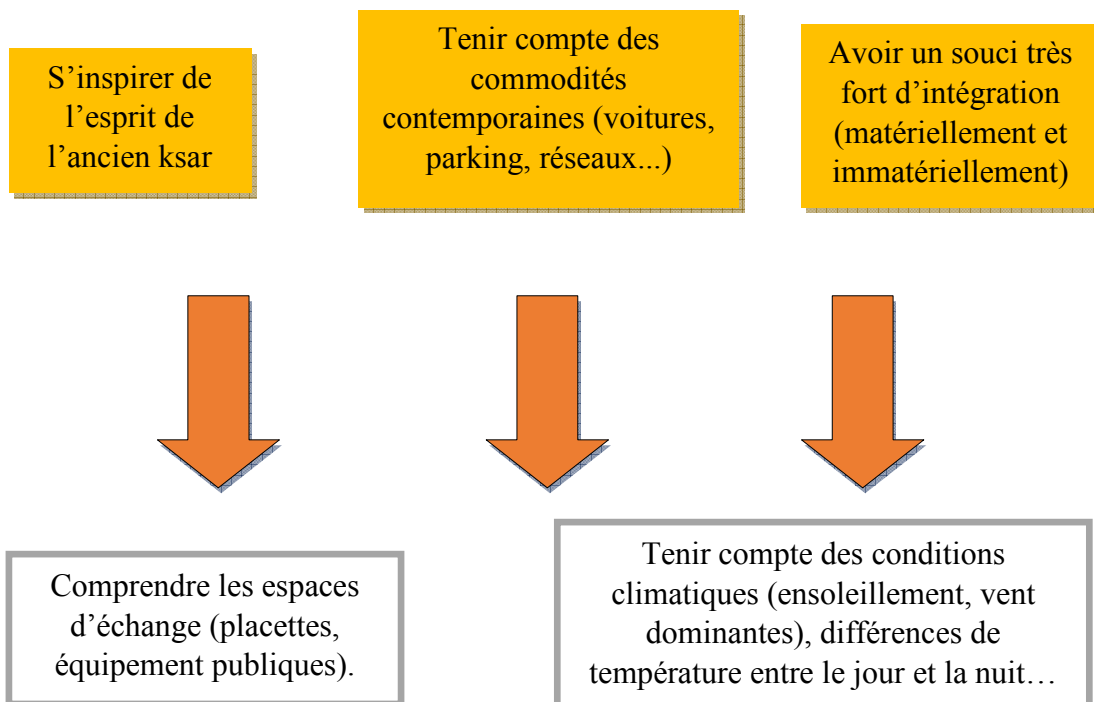 S’inspirer de
l’esprit de
l’ancien ksar
Tenir compte des
commodités
contemporaines (voitures,
parking, réseaux...)
Avoir un souci très
fort d’intégration
(matériellement et
immatériellement)
Comprendre les espaces
d’échange (placettes,
équipement publiques).
Tenir compte des conditions
climatiques (ensoleillement, vent
dominantes), différences de
température entre le jour et la nuit…